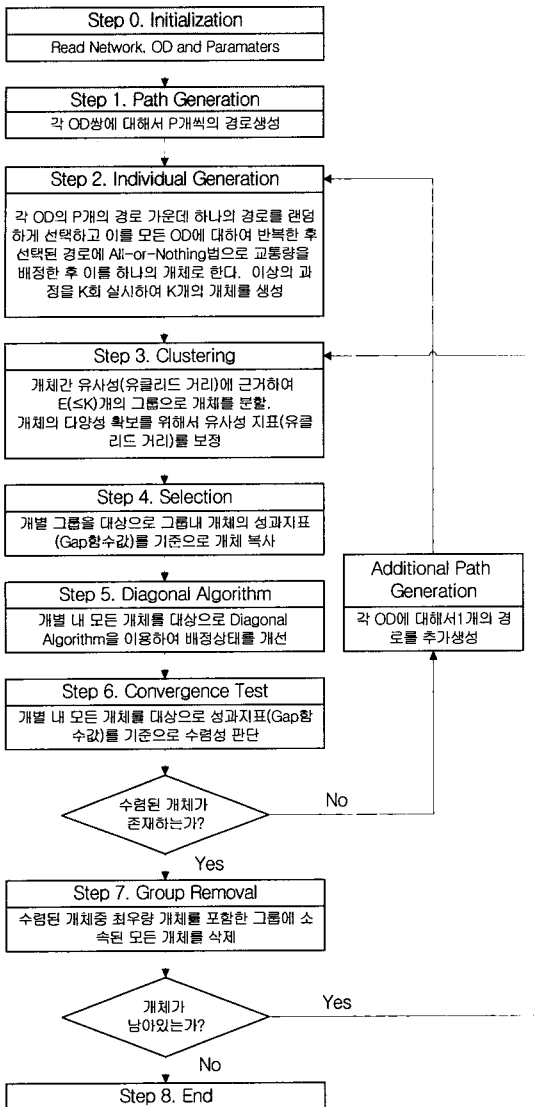 Step 0. Initialization
Read Network, OD and Paramaters
Step 1. Path Generation
각 OD쌍에 대해서 P개씩의 경로생성
Step 2. Individual Generation
각 OD의 P개의 경로 가운데 하나의 경로를 랜덤
하게 선택하고 이를 모든 OD에 대하여 반복한 후
선택된 경로에 All-or-Nothing법으로 교통량을
배정한 후 이를 하나의 개체로 한다. 이상의 과
정을 K회 실시하여 K개의 개체를 생성
Step 3. Clustering
개체간 유사성(유클리드 거리)에 근거하여
E(≤K)개의 그룹으로 개체를 분할.
개체의 다양성 확보를 위해서 유사성 지표(유클
리드 거리)를 보정
Step 4. Selection
개별 그룹을 대상으로 그룹내 개체의 성과지표
(Gap함수값)를 기준으로 개체 복사
Step 5. Diagonal Algorithm
개별 내 모든 개체를 대상으로 Diagonal
Algorithm을 이용하여 배정상태를 개선
Additional Path
Generation
각 OD에 대해서1개의 경
로를 추가생성
Step 6. Convergence Test
개별 내 모든 개체를 대상으로 성과지표(Gap함
수값)를 기준으로 수렴성 판단
수렴된 개체가
존재하는가?
No
Yes
Step 7. Group Removal
수렴된 개체중 최우량 개체를 포함한 그룹에 소
속된 모든 개체를 삭제
개체가
남아있는가?
Yes
No
Step 8. End